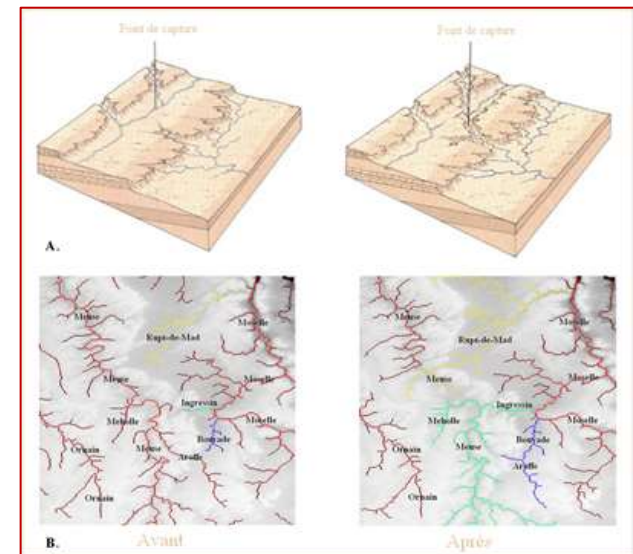 Point de capture
Point de capture
A.
Meuse
Moselle
Rupt-de-Mad
Meuse
Moselle
Ingressin
Meholle
Moselle
Bouvade
Meuse
Aroffe
Ornain
Ornain
Meuse
Moselle
Rupt-de-Mad
Meuse
Moselle
Ingressin
Meholle
Moselle
Bouvade
Meuse
Aroffe
Ornain
Ornain
B.
Avant
Après